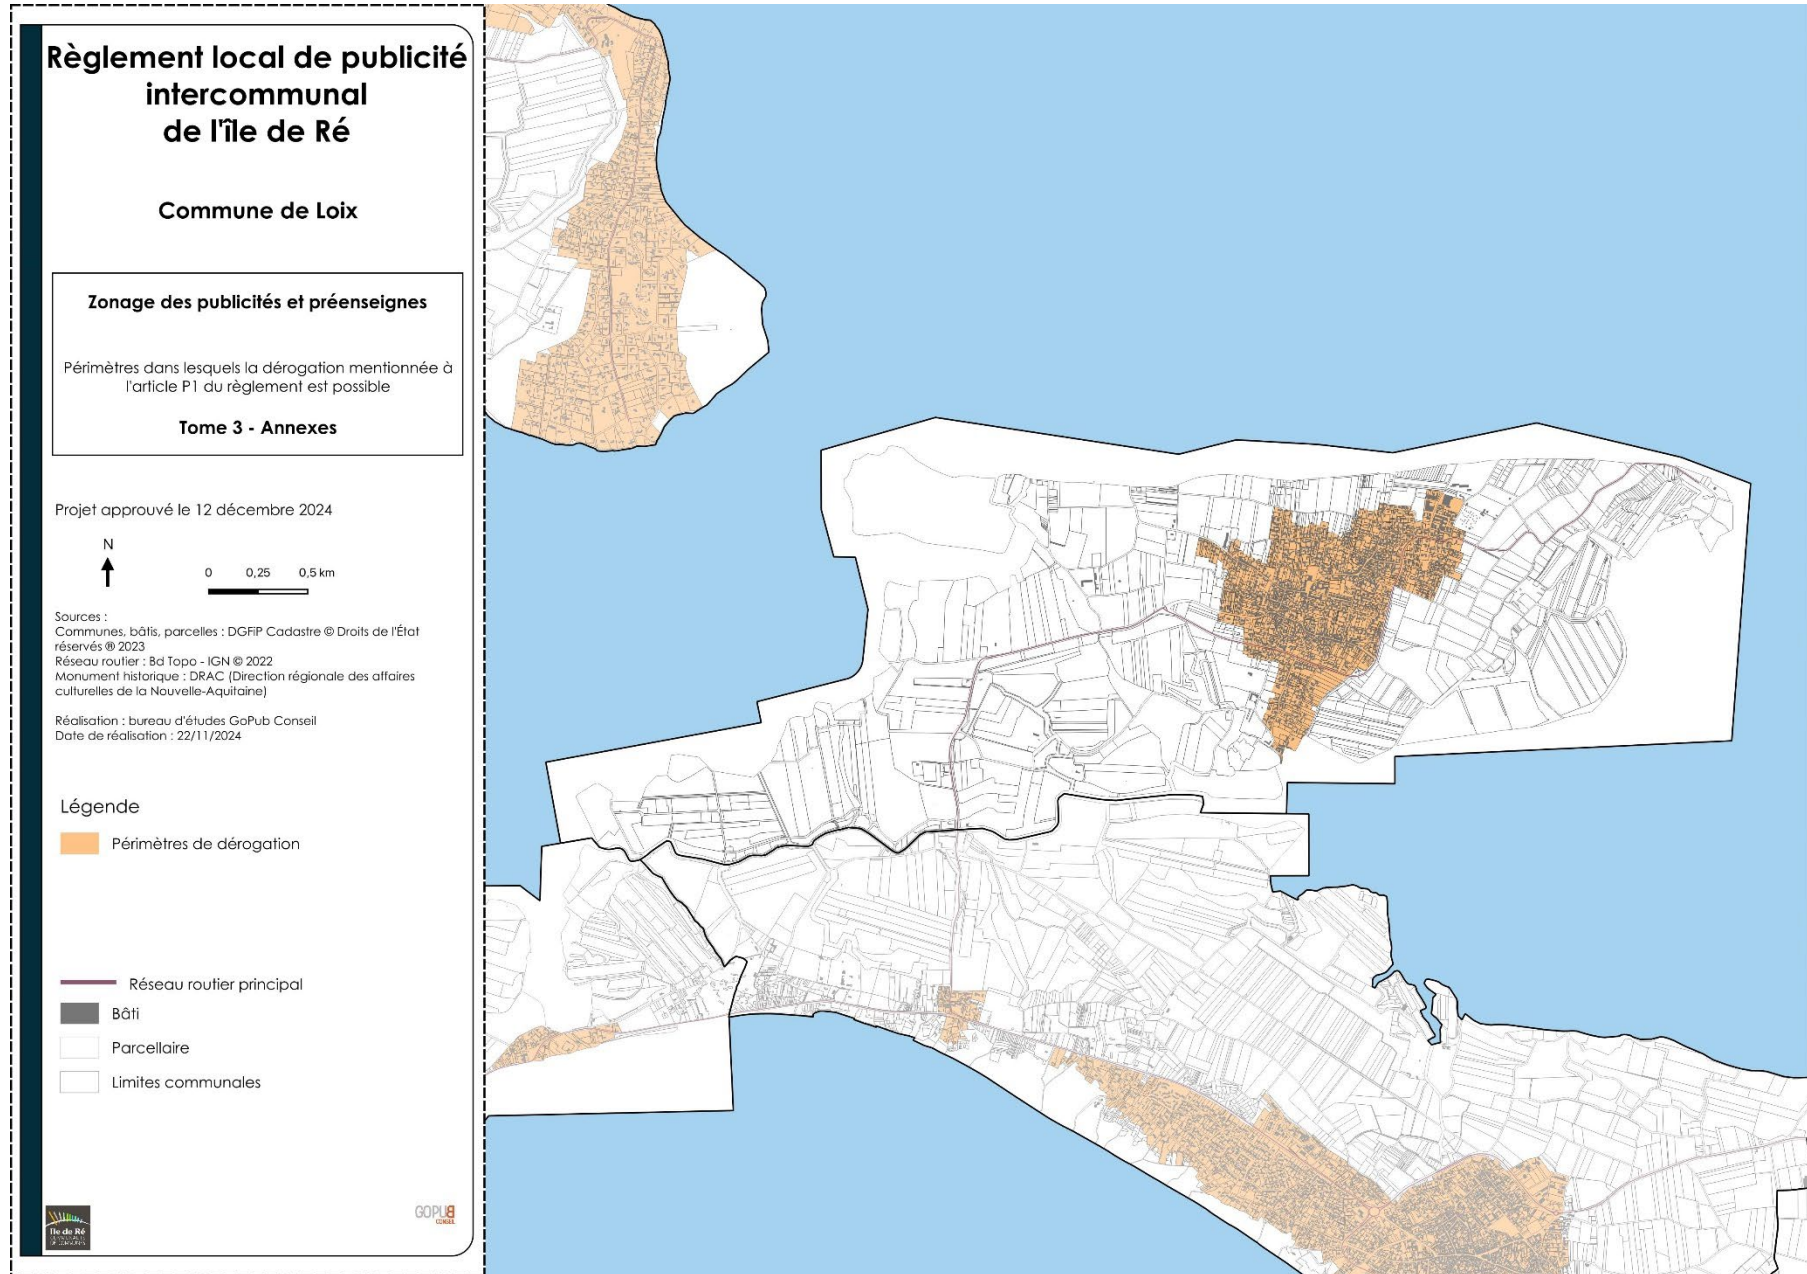 Règlement local de publicité
intercommunal
de l'île de Ré
Commune de Loix
Zonage des publicités et préenseignes
Périmètres dans lesquels la dérogation mentionnée à
l'article P1 du règlement est possible
Tome 3 - Annexes
Projet approuvé le 12 décembre 2024
N
0 0,25 0,5 km
Sources :
Communes, bâtis, parcelles : DGFiP Cadastre © Droits de l'État
réservés ® 2023
Réseau routier : Bd Topo - IGN © 2022
Monument historique : DRAC (Direction régionale des affaires
culturelles de la Nouvelle-Aquitaine)
Réalisation : bureau d'études GoPub Conseil
Date de réalisation : 22/11/2024
Légende
Périmètres de dérogation
Réseau routier principal
Bâti
Parcellaire
Limites communales
île de Ré
GOPUB
CONSEIL